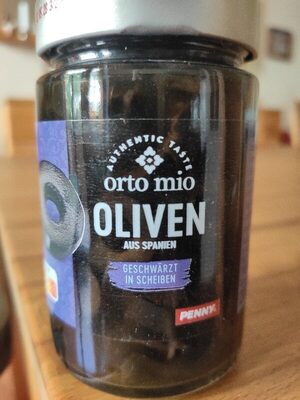 AUTHENTIC TASTE
orto mio
OLIVEN
AUS SPANIEN
GESCHWÄRZT
IN SCHEIBEN
PENNY.